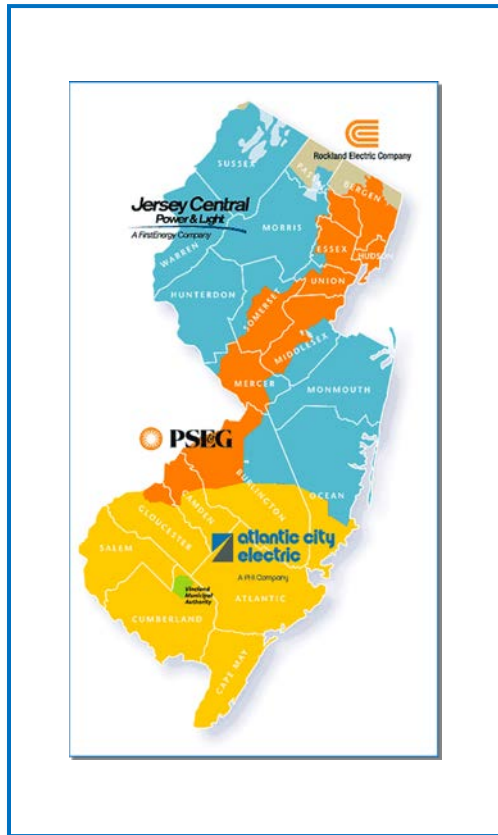 Rockland Electric Company
SUSSEX
PASS
BERGEN
Jersey Central
Power & Light
A FirstEnergy Company
MORRIS
WARREN
ESSEX
HUDSON
UNION
HUNTERDON
SOMERSET
MIDDLESEX
MERCER
MONMOUTH
PSE&G
BURLINGTON
OCEAN
CAMDEN
GLOUCESTER
atlantic city
electric
A PHI Company
SALEM
Vineland
Municipal
Authority
ATLANTIC
CUMBERLAND
CAPE MAY